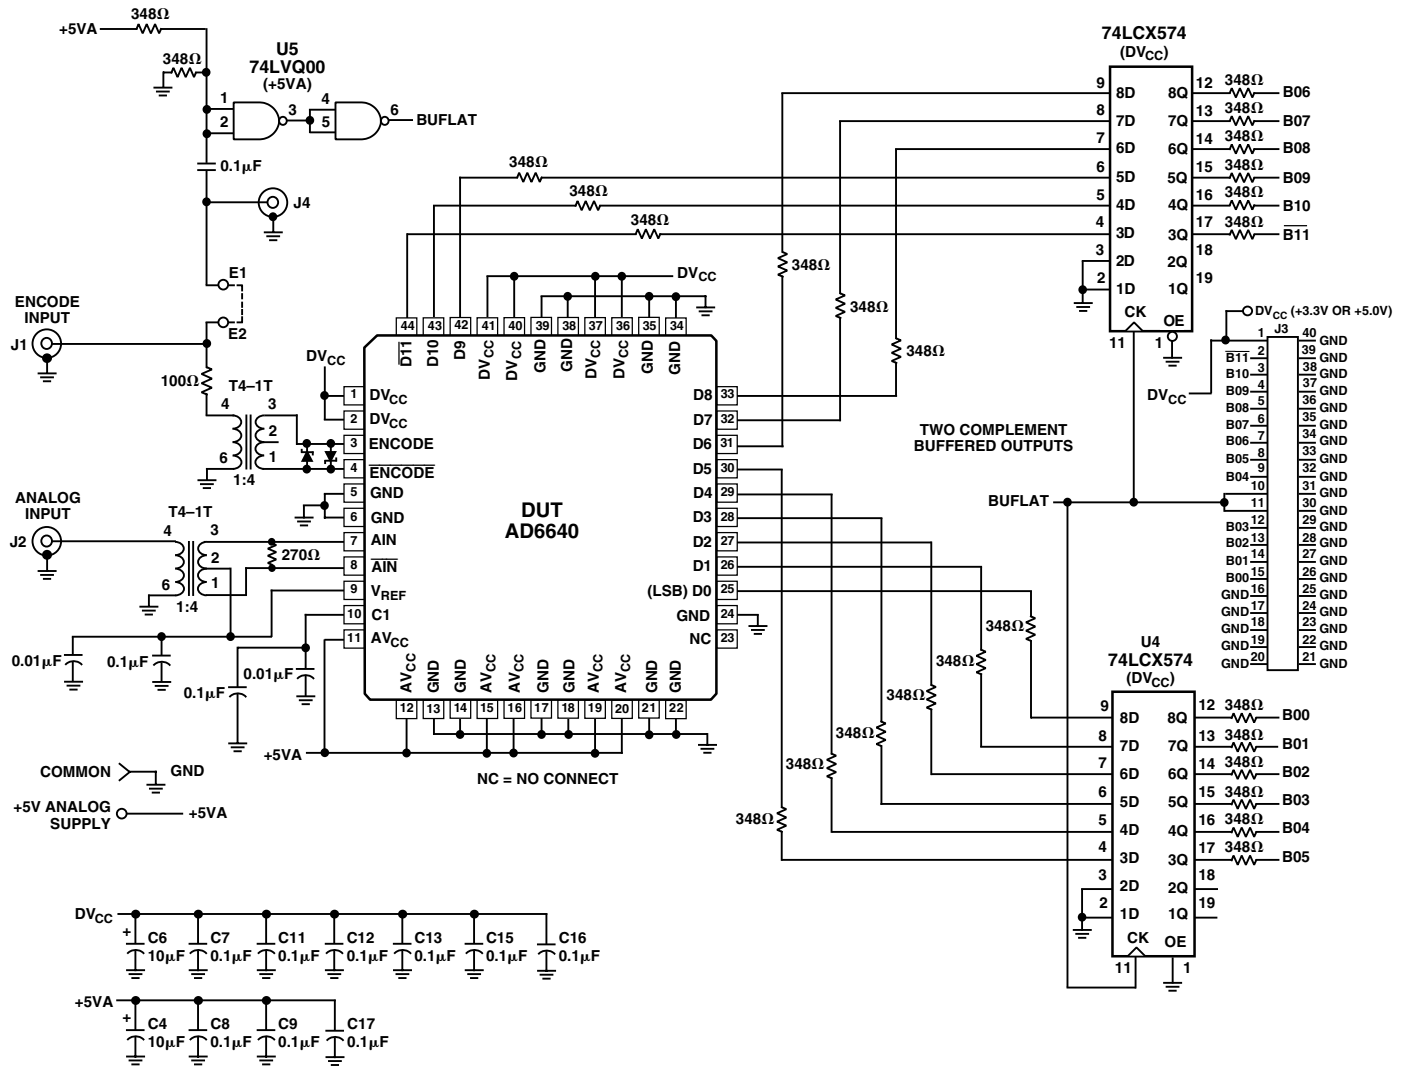 +5VA
348Ω
348Ω
U5
74LVQ00
(+5VA)
1
2
3
4
5
6
BUFLAT
0.1µF
J4
E1
E2
ENCODE
INPUT
J1
100Ω
T4–1T
4
3
2
6
1
1:4
ANALOG
INPUT
J2
T4–1T
4
3
2
6
1
1:4
270Ω
0.01µF
0.1µF
0.1µF
0.01µF
+5VA
COMMON
GND
+5V ANALOG
SUPPLY
+5VA
NC = NO CONNECT
348Ω
348Ω
348Ω
DVCC
44
43
42
41
40
39
38
37
36
35
34
D11
D10
D9
DVCC
DVCC
GND
GND
DVCC
DVCC
GND
GND
DVCC
1 DVCC
2 DVCC
3 ENCODE
4 ENCODE
5 GND
6 GND
7 AIN
8 AIN
9 VREF
10 C1
11 AVCC
DUT
AD6640
D8 33
D7 32
D6 31
D5 30
D4 29
D3 28
D2 27
D1 26
(LSB) D0 25
GND 24
NC 23
AVCC
GND
GND
AVCC
AVCC
GND
GND
AVCC
AVCC
GND
GND
12
13
14
15
16
17
18
19
20
21
22
348Ω
348Ω
348Ω
348Ω
348Ω
348Ω
348Ω
348Ω
348Ω
74LCX574
(DVCC)
9 8D 8Q 12 348Ω B06
8 7D 7Q 13 348Ω B07
7 6D 6Q 14 348Ω B08
6 5D 5Q 15 348Ω B09
5 4D 4Q 16 348Ω B10
4 3D 3Q 17 348Ω B11
3 2D 2Q 18
2 1D 1Q 19
CK OE
11 1
TWO COMPLEMENT
BUFFERED OUTPUTS
BUFLAT
DVCC (+3.3V OR +5.0V)
J3
DVCC
1 40 GND
B11 2 39 GND
B10 3 38 GND
B09 4 37 GND
B08 5 36 GND
B07 6 35 GND
B06 7 34 GND
B05 8 33 GND
B04 9 32 GND
10 31 GND
11 30 GND
B03 12 29 GND
B02 13 28 GND
B01 14 27 GND
B00 15 26 GND
GND 16 25 GND
GND 17 24 GND
GND 18 23 GND
GND 19 22 GND
GND 20 21 GND
U4
74LCX574
(DVCC)
9 8D 8Q 12 348Ω B00
8 7D 7Q 13 348Ω B01
7 6D 6Q 14 348Ω B02
6 5D 5Q 15 348Ω B03
5 4D 4Q 16 348Ω B04
4 3D 3Q 17 348Ω B05
3 2D 2Q 18
2 1D 1Q 19
CK OE
11 1
DVCC
+ C6 10µF
C7 0.1µF
C11 0.1µF
C12 0.1µF
C13 0.1µF
C15 0.1µF
C16 0.1µF
+5VA
+ C4 10µF
C8 0.1µF
C9 0.1µF
C17 0.1µF